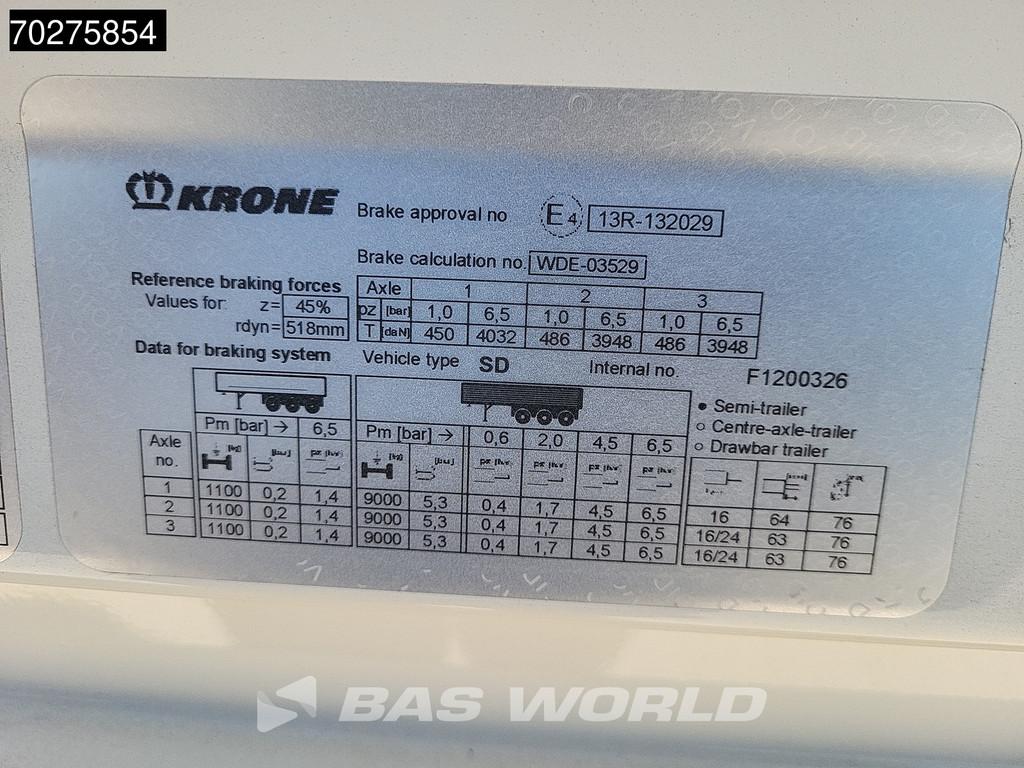 70275854
KRONE
Brake approval no E4 13R-132029
Brake calculation no. WDE-03529
Reference braking forces
Values for: z= 45%
rdyn= 518mm
Axle 1 2 3
pz [bar] 1,0 6,5 1,0 6,5 1,0 6,5
T [daN] 450 4032 486 3948 486 3948
Data for braking system
Vehicle type SD Internal no. F1200326
• Semi-trailer
○ Centre-axle-trailer
○ Drawbar trailer
Pm [bar] → 6,5 Pm [bar] → 0,6 2,0 4,5 6,5
Axle no.
1 1100 0,2 1,4 9000 5,3 0,4 1,7 4,5 6,5 16 64 76
2 1100 0,2 1,4 9000 5,3 0,4 1,7 4,5 6,5 16/24 63 76
3 1100 0,2 1,4 9000 5,3 0,4 1,7 4,5 6,5 16/24 63 76
BAS WORLD